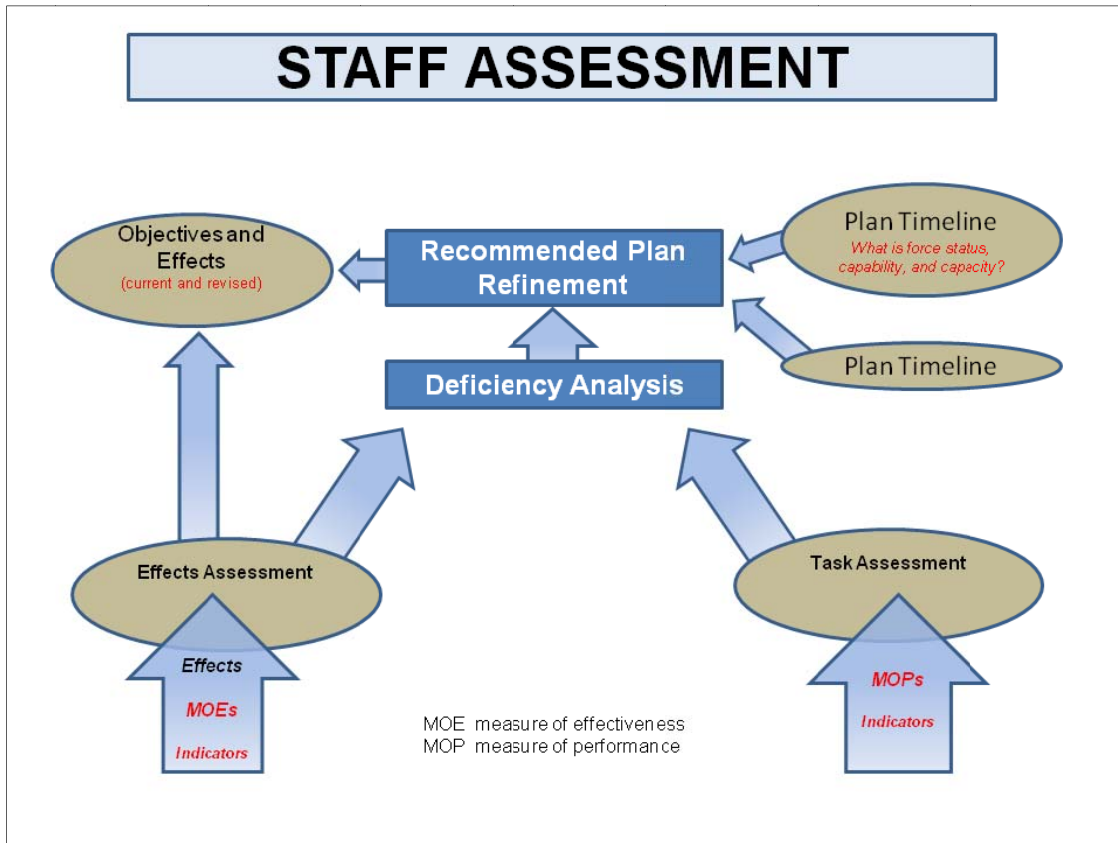 STAFF ASSESSMENT
Objectives and
Effects
(current and revised)
Recommended Plan
Refinement
Plan Timeline
What is force status,
capability, and capacity?
Plan Timeline
Deficiency Analysis
Effects Assessment
Task Assessment
Effects
MOEs
Indicators
MOPs
Indicators
MOE measure of effectiveness
MOP measure of performance